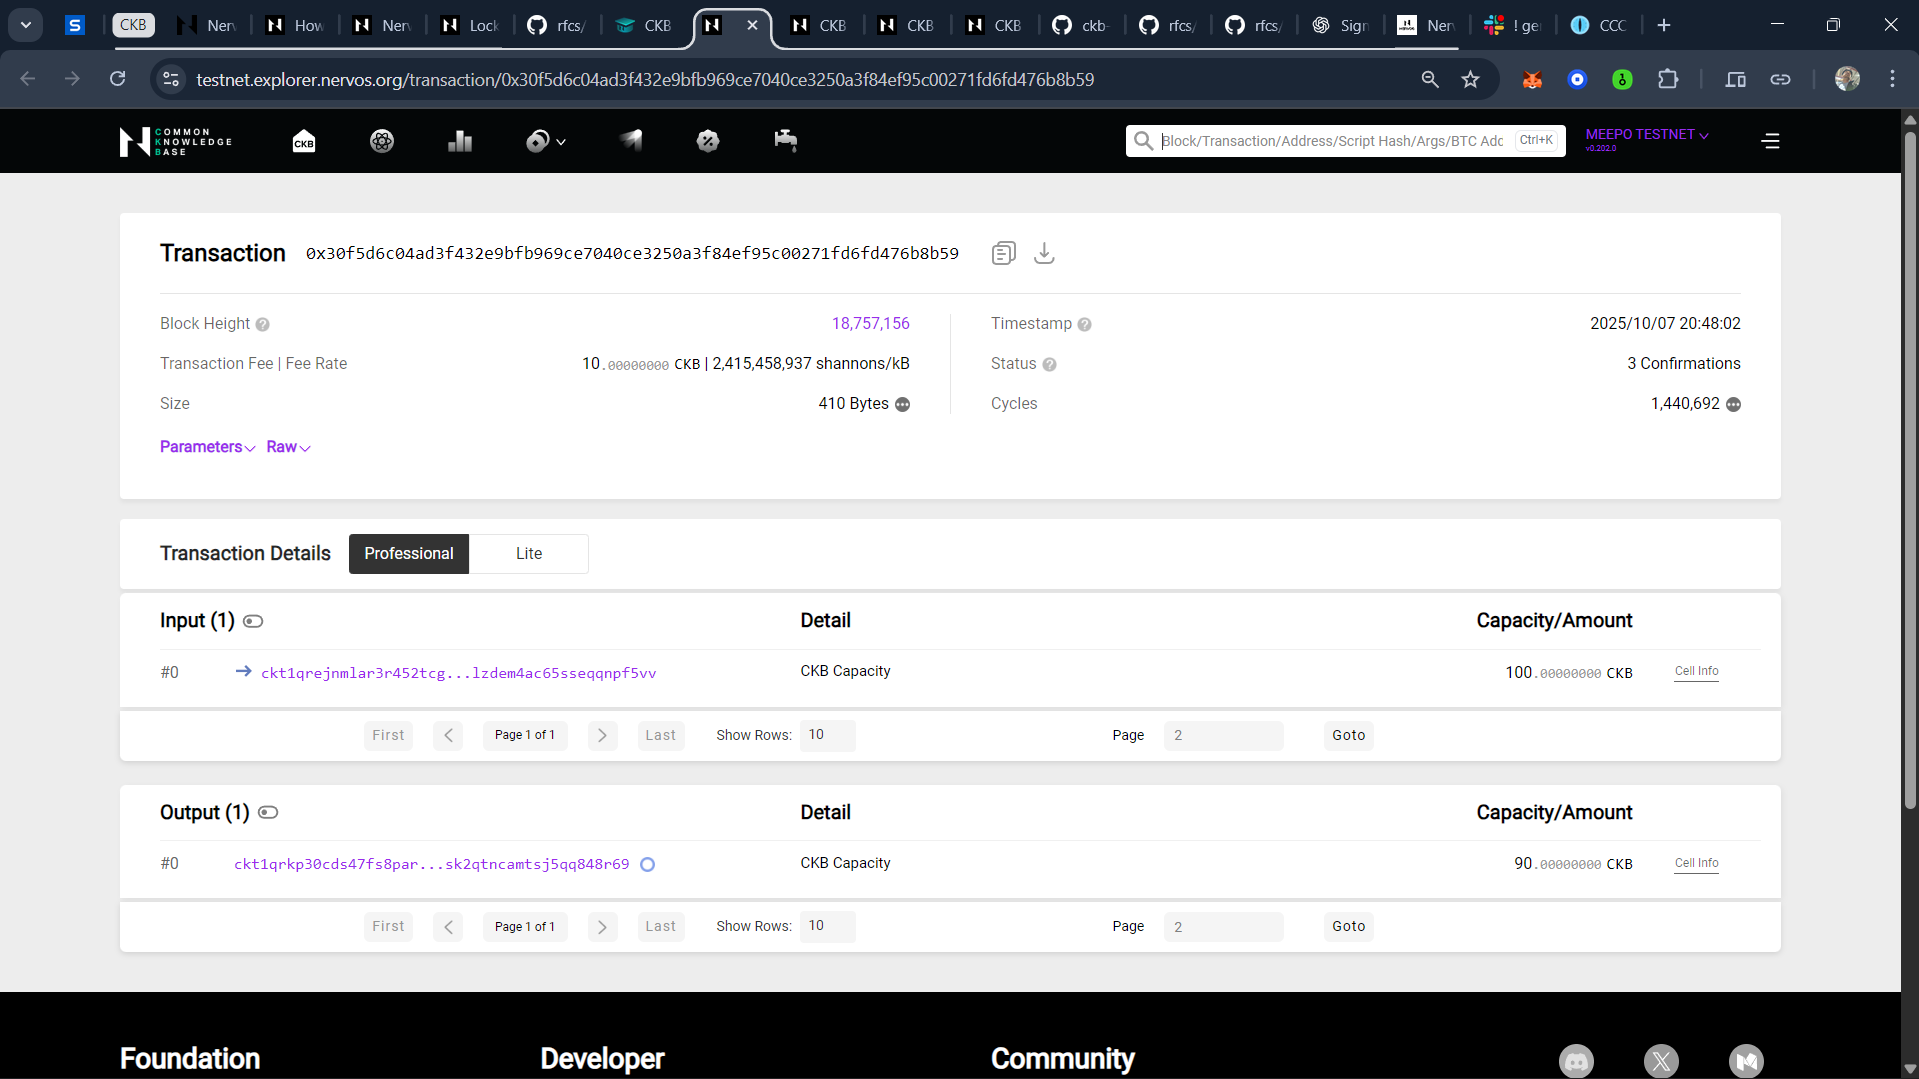 CKB
Nerv
How
Nerv
Lock
rfcs/
CKB
CKB
CKB
CKB
ckb-
rfcs/
rfcs/
Sign
Nerv
! ge
CCC
testnet.explorer.nervos.org/transaction/0x30f5d6c04ad3f432e9bfb969ce7040ce3250a3f84ef95c00271fd6fd476b8b59
COMMON
KNOWLEDGE
BASE
CKB
Block/Transaction/Address/Script Hash/Args/BTC Add
Ctrl+K
MEEPO TESTNET
v0.202.0
Transaction 0x30f5d6c04ad3f432e9bfb969ce7040ce3250a3f84ef95c00271fd6fd476b8b59
Block Height 18,757,156
Timestamp 2025/10/07 20:48:02
Transaction Fee | Fee Rate 10.00000000 CKB | 2,415,458,937 shannons/kB
Status 3 Confirmations
Size 410 Bytes
Cycles 1,440,692
Parameters Raw
Transaction Details Professional Lite
Input (1) Detail Capacity/Amount
#0 ckt1qrejnmlar3r452tcg...lzdem4ac65sseqqnpf5vv CKB Capacity 100.00000000 CKB Cell Info
First < Page 1 of 1 > Last Show Rows: 10 Page 2 Goto
Output (1) Detail Capacity/Amount
#0 ckt1qrkp30cds47fs8par...sk2qtncamtsj5qq848r69 CKB Capacity 90.00000000 CKB Cell Info
First < Page 1 of 1 > Last Show Rows: 10 Page 2 Goto
Foundation Developer Community